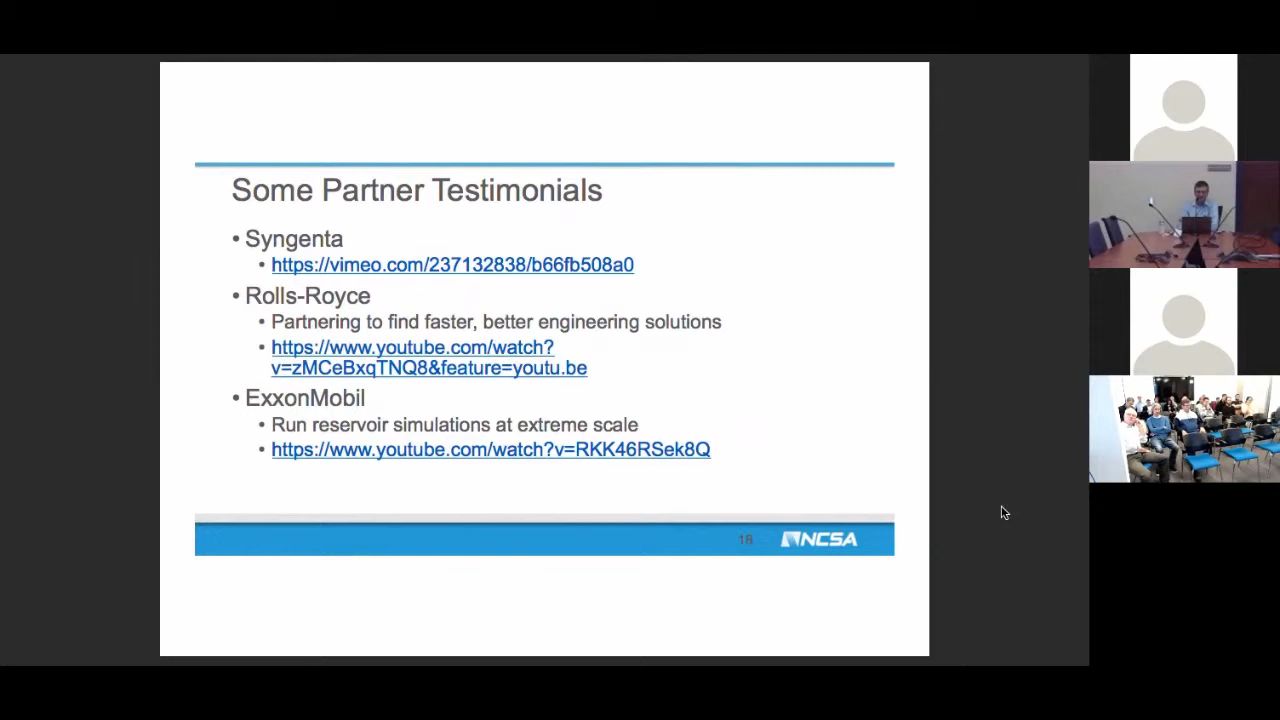 Some Partner Testimonials
• Syngenta
• https://vimeo.com/237132838/b66fb508a0
• Rolls-Royce
• Partnering to find faster, better engineering solutions
• https://www.youtube.com/watch?
v=zMCeBxqTNQ8&feature=youtu.be
• ExxonMobil
• Run reservoir simulations at extreme scale
• https://www.youtube.com/watch?v=RKK46RSek8Q
18
NCSA